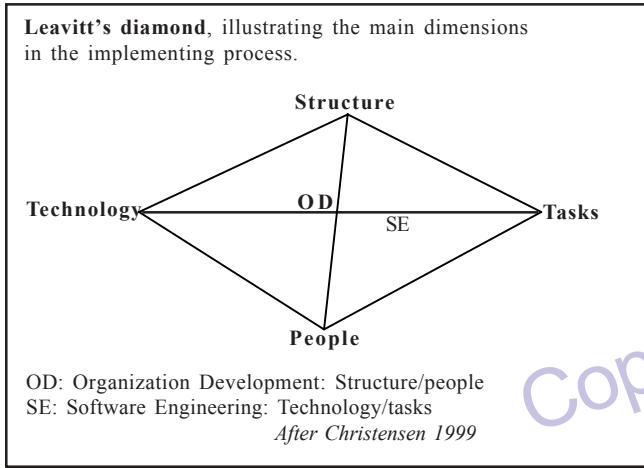 Leavitt's diamond, illustrating the main dimensions
in the implementing process.
Structure
Technology
OD
SE
Tasks
People
OD: Organization Development: Structure/people
SE: Software Engineering: Technology/tasks
After Christensen 1999